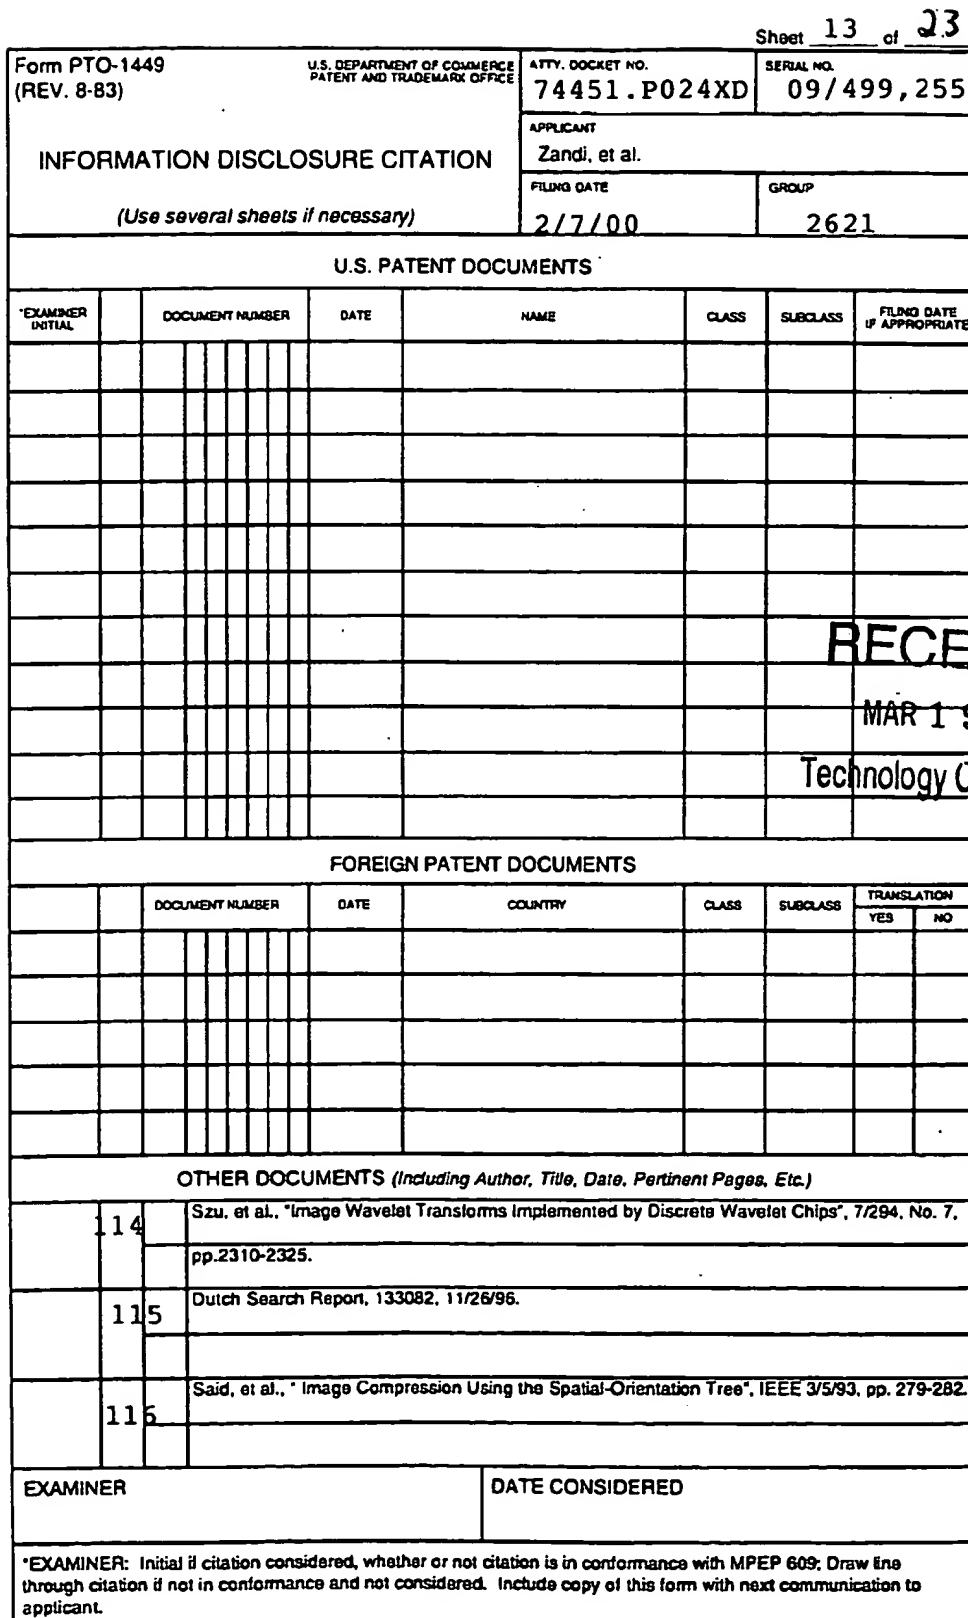 Sheet 13 of 23
Form PTO-1449
(REV. 8-83)
U.S. DEPARTMENT OF COMMERCE
PATENT AND TRADEMARK OFFICE
ATTY. DOCKET NO.
74451.P024XD
SERIAL NO.
09/499,255
INFORMATION DISCLOSURE CITATION
(Use several sheets if necessary)
APPLICANT
Zandi, et al.
FILING DATE
2/7/00
GROUP
2621
U.S. PATENT DOCUMENTS
*EXAMINER
INITIAL
DOCUMENT NUMBER
DATE
NAME
CLASS
SUBCLASS
FILING DATE
IF APPROPRIATE
RECE
MAR 1 9
Technology C
FOREIGN PATENT DOCUMENTS
DOCUMENT NUMBER
DATE
COUNTRY
CLASS
SUBCLASS
TRANSLATION
YES
NO
OTHER DOCUMENTS (Including Author, Title, Date, Pertinent Pages, Etc.)
114
Szu, et al., "Image Wavelet Transforms Implemented by Discrete Wavelet Chips", 7/294, No. 7,
pp.2310-2325.
115
Dutch Search Report, 133082, 11/26/96.
116
Said, et al., " Image Compression Using the Spatial-Orientation Tree", IEEE 3/5/93, pp. 279-282.
EXAMINER
DATE CONSIDERED
*EXAMINER: Initial if citation considered, whether or not citation is in conformance with MPEP 609; Draw line
through citation if not in conformance and not considered. Include copy of this form with next communication to
applicant.